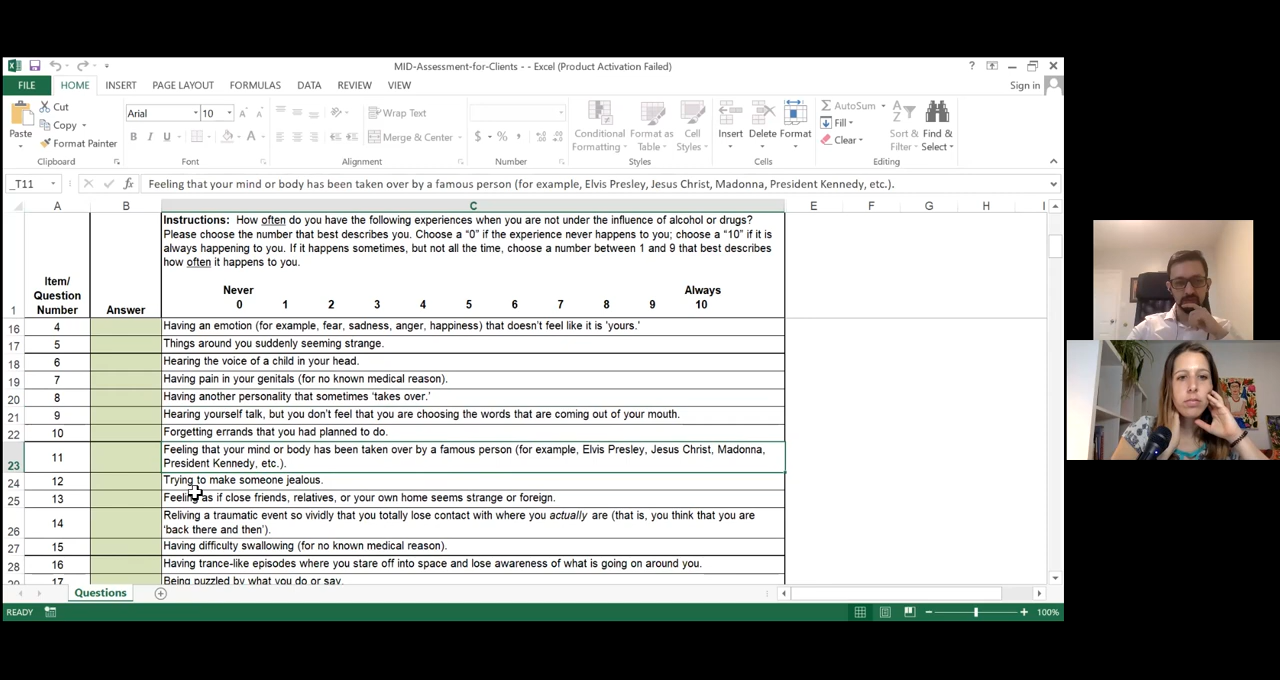 MID-Assessment-for-Clients - - Excel (Product Activation Failed)
FILE HOME INSERT PAGE LAYOUT FORMULAS DATA REVIEW VIEW Sign in
Paste
Cut
Copy
Format Painter
Clipboard
Arial 10
B I U
Font
Wrap Text
Merge & Center
Alignment
$ % ,
Number
Conditional Formatting
Format as Table
Cell Styles
Styles
Insert Delete Format
Cells
AutoSum
Fill
Clear
Sort & Filter
Find & Select
Editing
_T11 fx Feeling that your mind or body has been taken over by a famous person (for example, Elvis Presley, Jesus Christ, Madonna, President Kennedy, etc.).
A B C E F G H I
Instructions: How often do you have the following experiences when you are not under the influence of alcohol or drugs?
Please choose the number that best describes you. Choose a “0” if the experience never happens to you; choose a “10” if it is
always happening to you. If it happens sometimes, but not all the time, choose a number between 1 and 9 that best describes
how often it happens to you.
Item/
Question
Number
Answer
Never Always
0 1 2 3 4 5 6 7 8 9 10
1
16 4 Having an emotion (for example, fear, sadness, anger, happiness) that doesn't feel like it is 'yours.'
17 5 Things around you suddenly seeming strange.
18 6 Hearing the voice of a child in your head.
19 7 Having pain in your genitals (for no known medical reason).
20 8 Having another personality that sometimes ‘takes over.’
21 9 Hearing yourself talk, but you don’t feel that you are choosing the words that are coming out of your mouth.
22 10 Forgetting errands that you had planned to do.
23 11 Feeling that your mind or body has been taken over by a famous person (for example, Elvis Presley, Jesus Christ, Madonna,
President Kennedy, etc.).
24 12 Trying to make someone jealous.
25 13 Feeling as if close friends, relatives, or your own home seems strange or foreign.
26 14 Reliving a traumatic event so vividly that you totally lose contact with where you actually are (that is, you think that you are
‘back there and then’).
27 15 Having difficulty swallowing (for no known medical reason).
28 16 Having trance-like episodes where you stare off into space and lose awareness of what is going on around you.
17 Being puzzled by what you do or say.
Questions
READY 100%